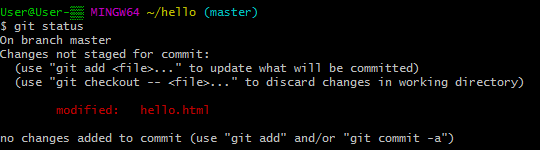 User@User- MINGW64 ~/hello (master)
$ git status
On branch master
Changes not staged for commit:
  (use "git add <file>..." to update what will be committed)
  (use "git checkout -- <file>..." to discard changes in working directory)

        modified:   hello.html

no changes added to commit (use "git add" and/or "git commit -a")